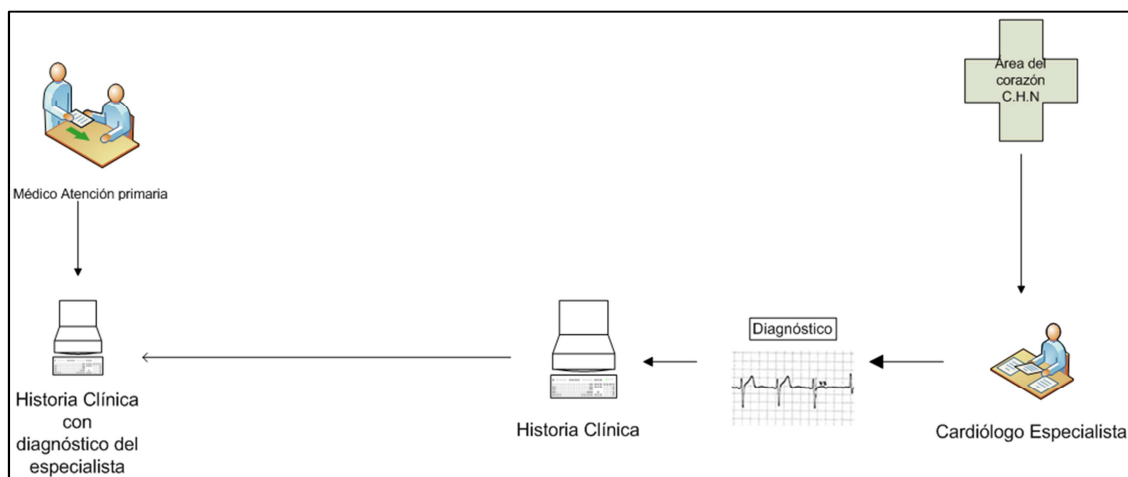 Área del
corazón
C.H.N
Médico Atención primaria
Diagnóstico
Historia Clínica
con
diagnóstico del
especialista
Historia Clínica
Cardiólogo Especialista